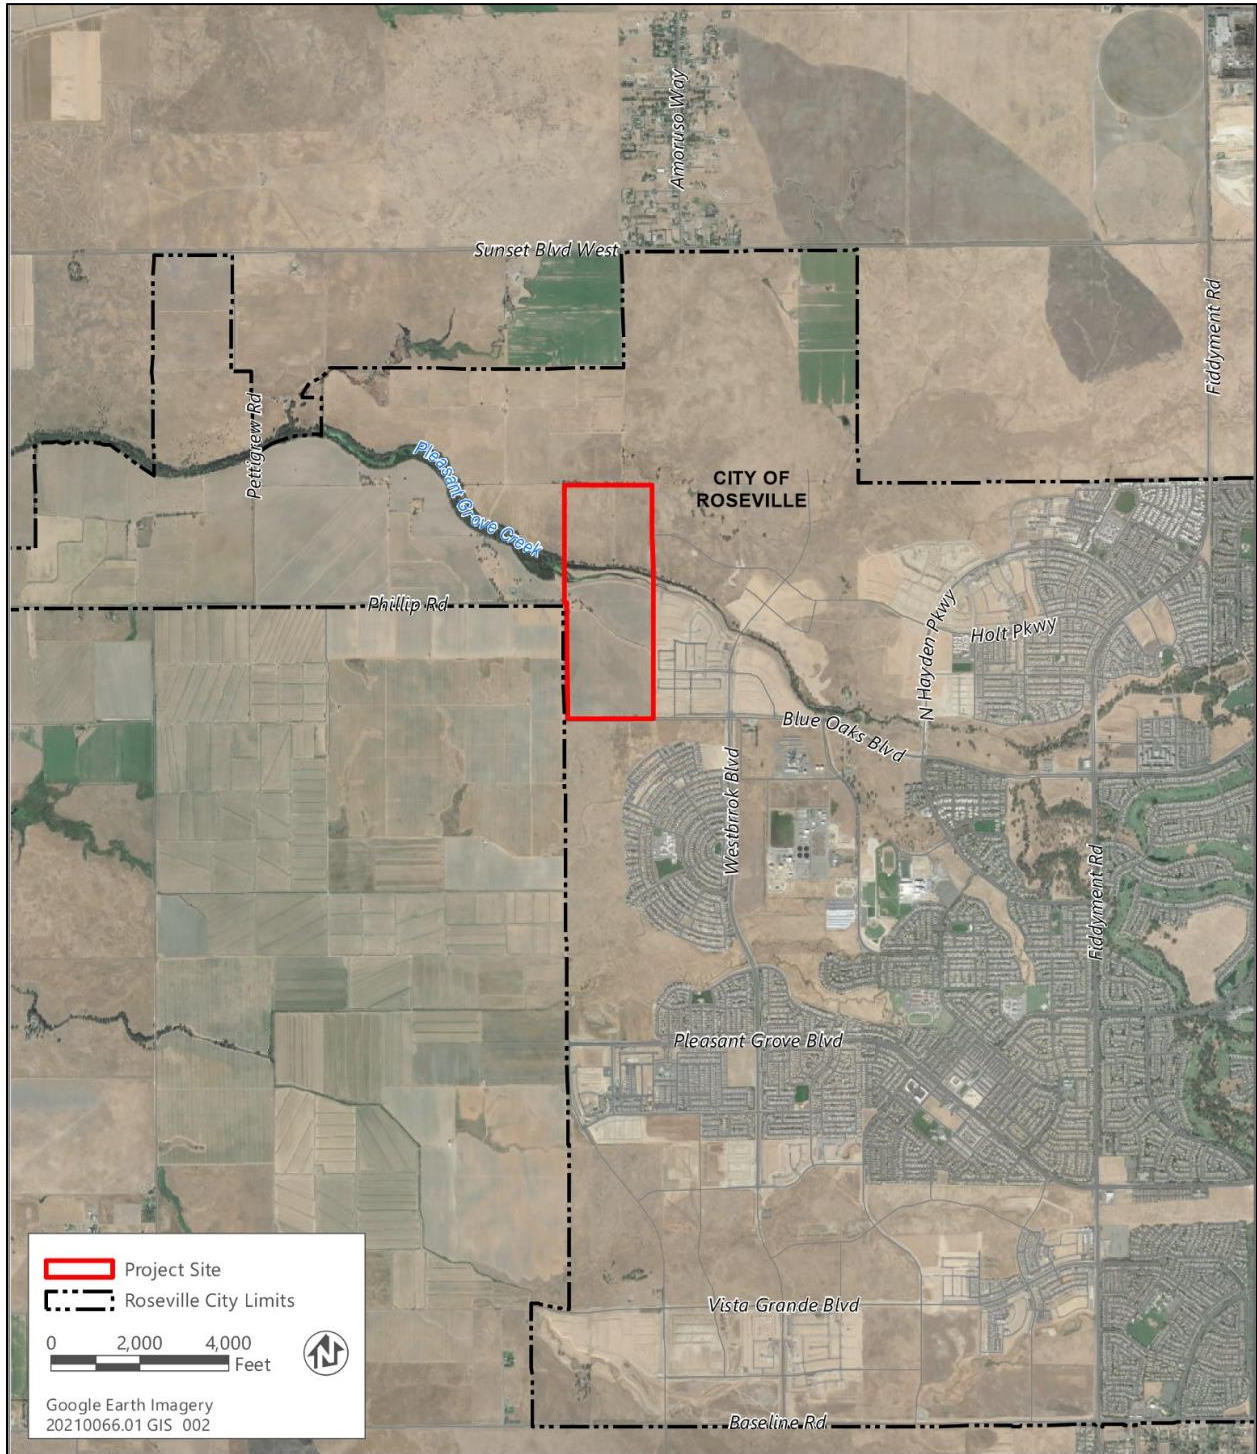 Amoruso Way
Sunset Blvd West
Fiddyment Rd
Pettigrew Rd
Pleasant Grove Creek
CITY OF
ROSEVILLE
Phillip Rd
N Hayden Pkwy
Holt Pkwy
Blue Oaks Blvd
Westbrrok Blvd
Fiddyment Rd
Pleasant Grove Blvd
Vista Grande Blvd
Baseline Rd
Project Site
Roseville City Limits
0 2,000 4,000
Feet
N
Google Earth Imagery
20210066.01 GIS 002